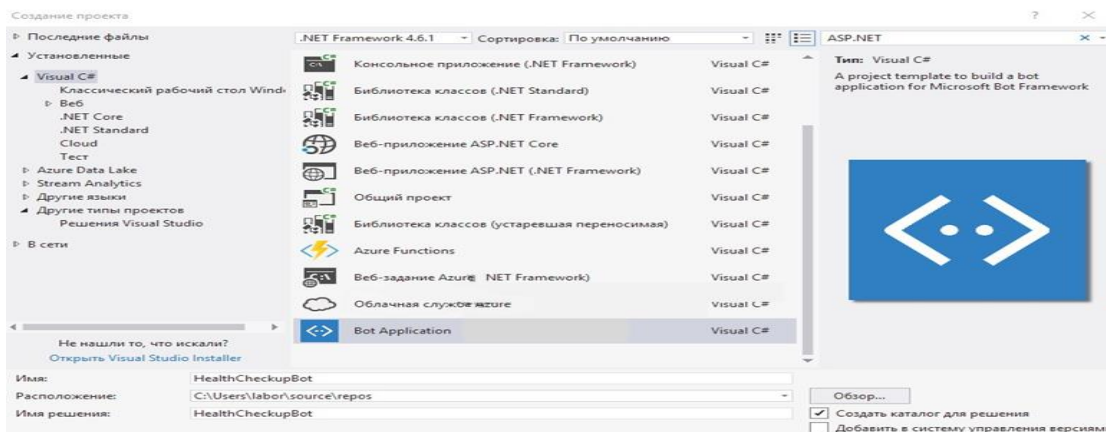 Создание проекта
?
Последние файлы
Установленные
Visual C#
Классический рабочий стол Wind
Веб
.NET Core
.NET Standard
Cloud
Тест
Azure Data Lake
Stream Analytics
Другие языки
Другие типы проектов
Решения Visual Studio
В сети
Не нашли то, что искали?
Открыть Visual Studio Installer
.NET Framework 4.6.1 Сортировка: По умолчанию
Консольное приложение (.NET Framework) Visual C#
Библиотека классов (.NET Standard) Visual C#
Библиотека классов (.NET Framework) Visual C#
Веб-приложение ASP.NET Core Visual C#
Веб-приложение ASP.NET (.NET Framework) Visual C#
Общий проект Visual C#
Библиотека классов (устаревшая переносимая) Visual C#
Azure Functions Visual C#
Веб-задание Azure NET Framework) Visual C#
Облачная служба Azure Visual C#
Bot Application Visual C#
ASP.NET
Тип: Visual C#
A project template to build a bot
application for Microsoft Bot Framework
Имя: HealthCheckupBot
Расположение: C:\Users\labor\source\repos
Обзор...
Имя решения: HealthCheckupBot
Создать каталог для решения
Добавить в систему управления версиям